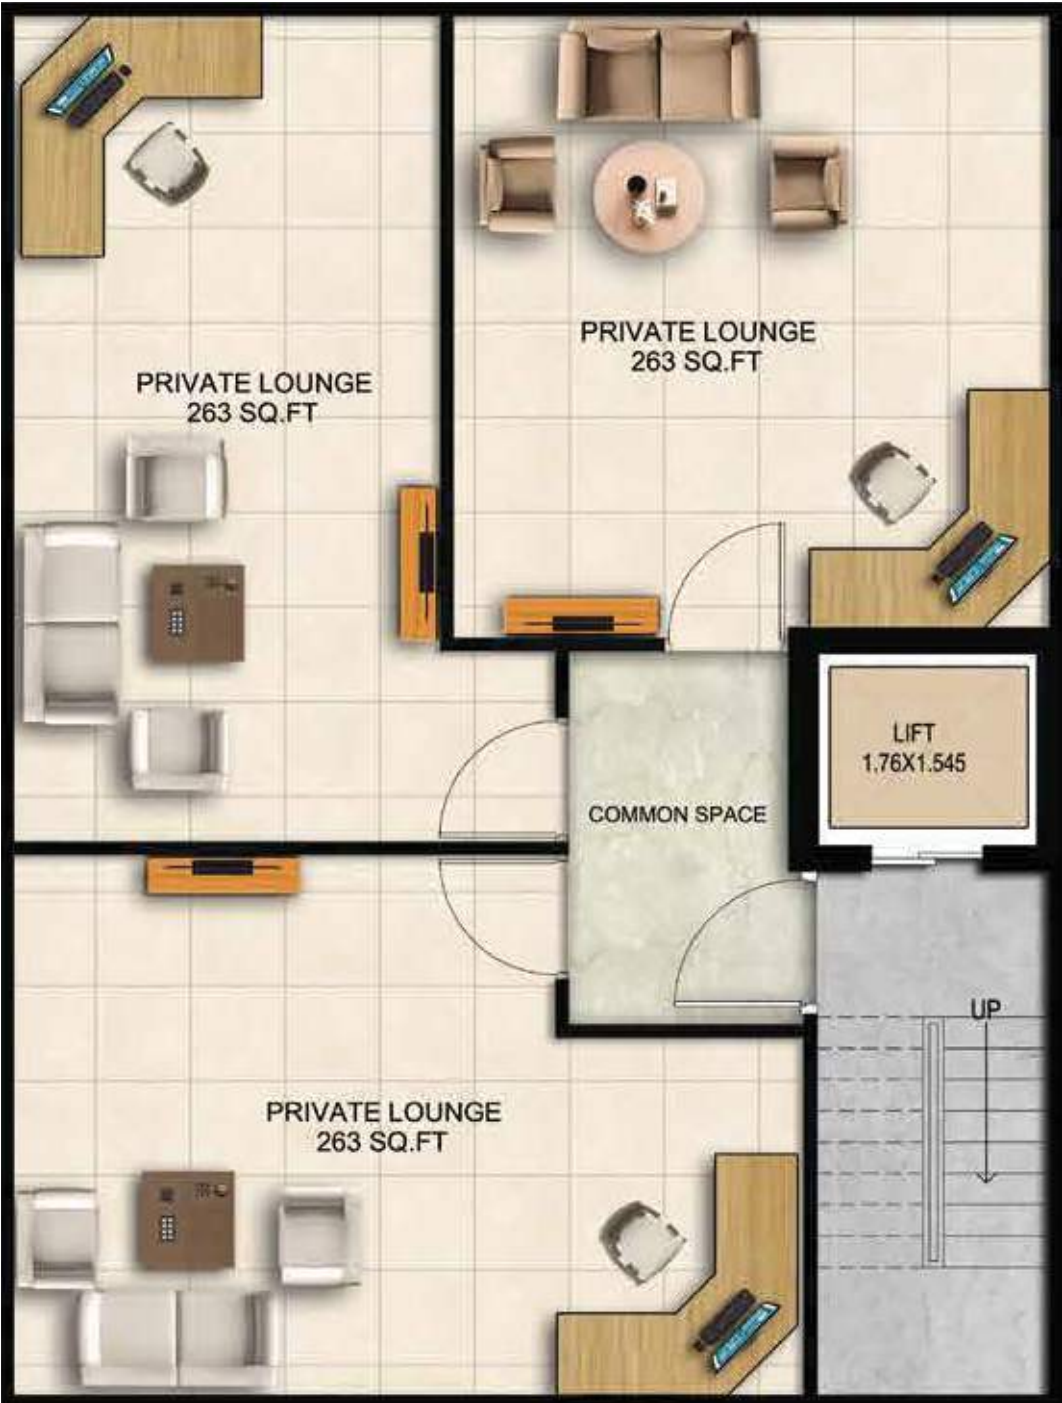 PRIVATE LOUNGE
263 SQ.FT
PRIVATE LOUNGE
263 SQ.FT
LIFT
1.76X1.545
COMMON SPACE
UP
PRIVATE LOUNGE
263 SQ.FT